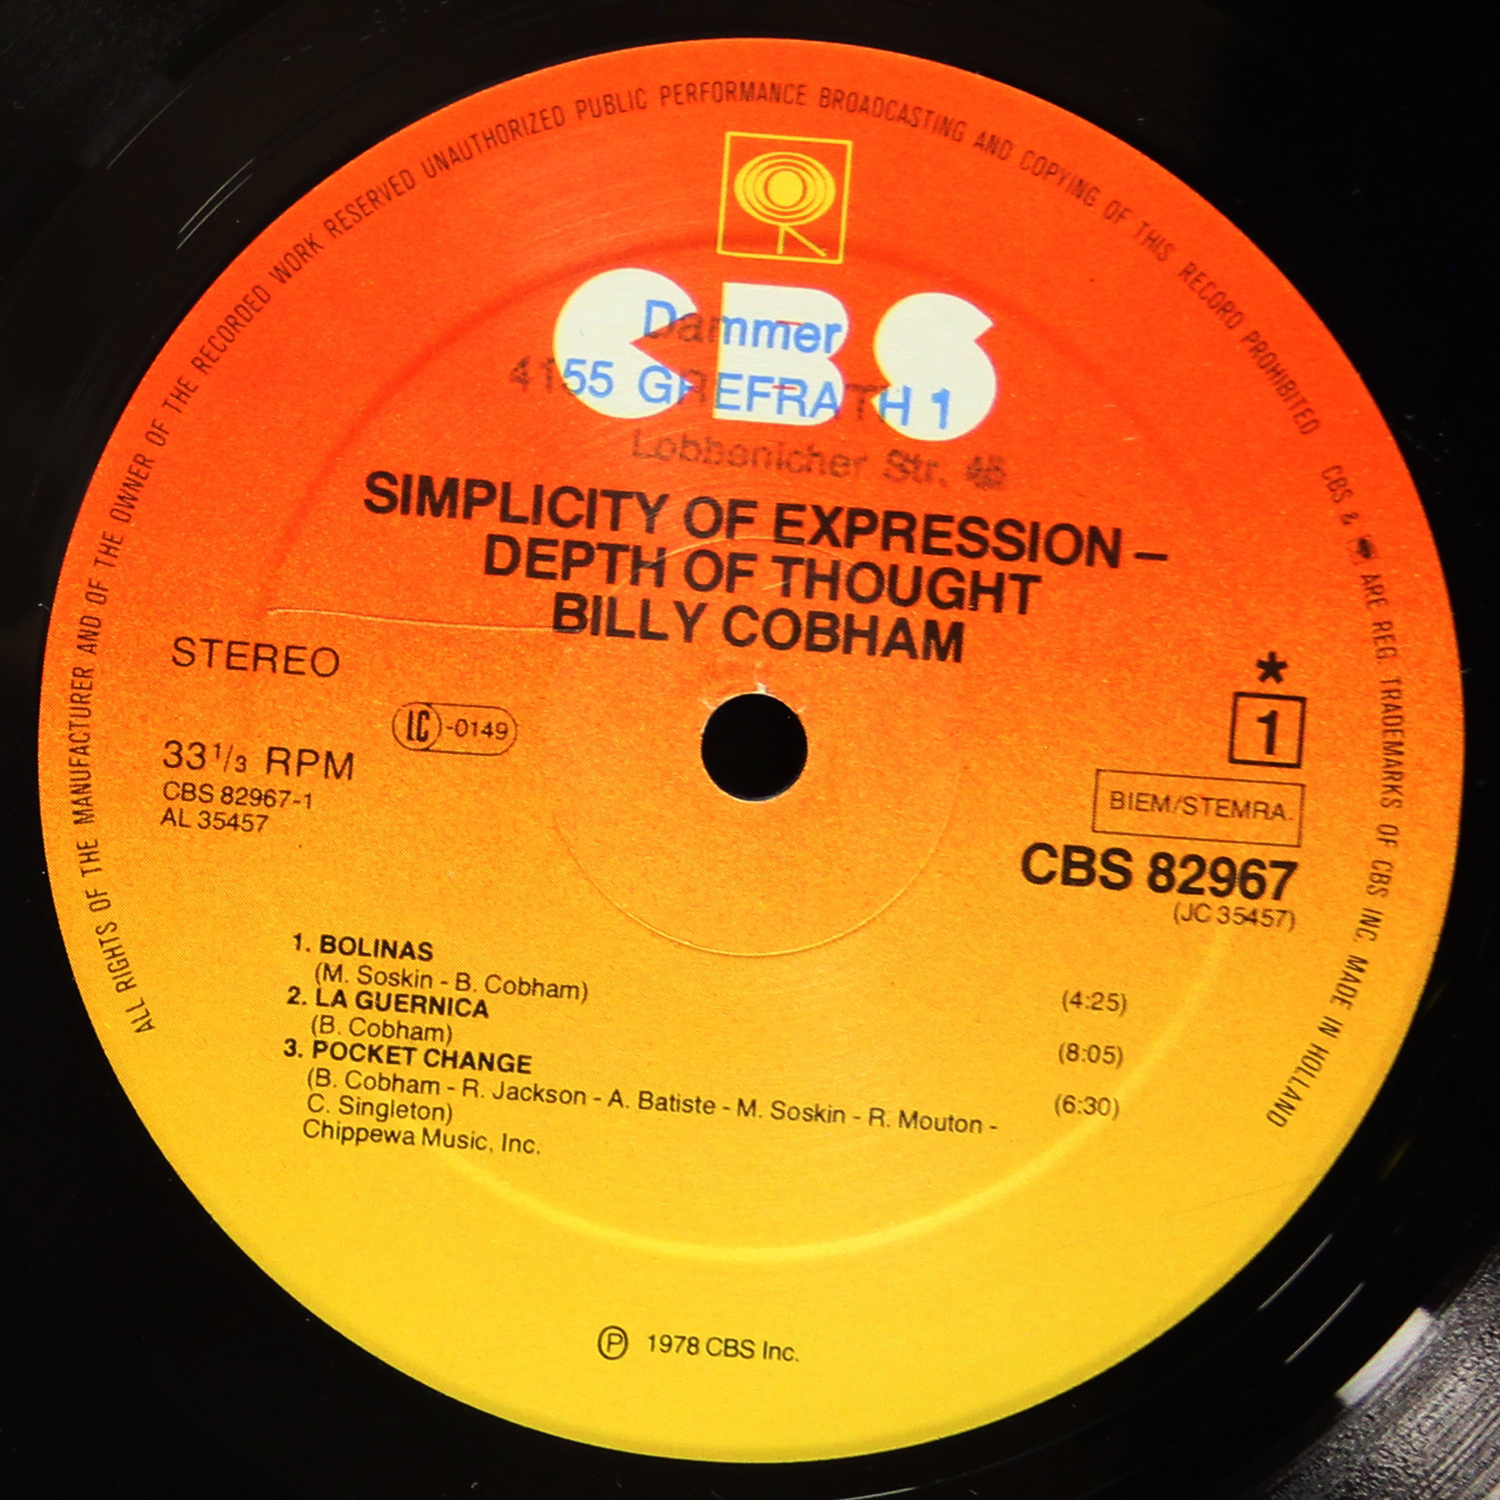 ALL RIGHTS OF THE MANUFACTURER AND OF THE OWNER OF THE RECORDED WORK RESERVED UNAUTHORIZED PUBLIC PERFORMANCE BROADCASTING AND COPYING OF THIS RECORD PROHIBITED
CBS & ARE REG. TRADEMARKS OF CBS INC. MADE IN HOLLAND
CBS
Dammer
4155 GREFRATH 1
Lobbenicher Str.
SIMPLICITY OF EXPRESSION –
DEPTH OF THOUGHT
BILLY COBHAM
STEREO
LC -0149
33 1/3 RPM
CBS 82967-1
AL 35457
*
1
BIEM/STEMRA.
CBS 82967
(JC 35457)
1. BOLINAS
(M. Soskin - B. Cobham) (4:25)
2. LA GUERNICA
(B. Cobham) (8:05)
3. POCKET CHANGE
(B. Cobham - R. Jackson - A. Batiste - M. Soskin - R. Mouton - (6:30)
C. Singleton)
Chippewa Music, Inc.
℗ 1978 CBS Inc.